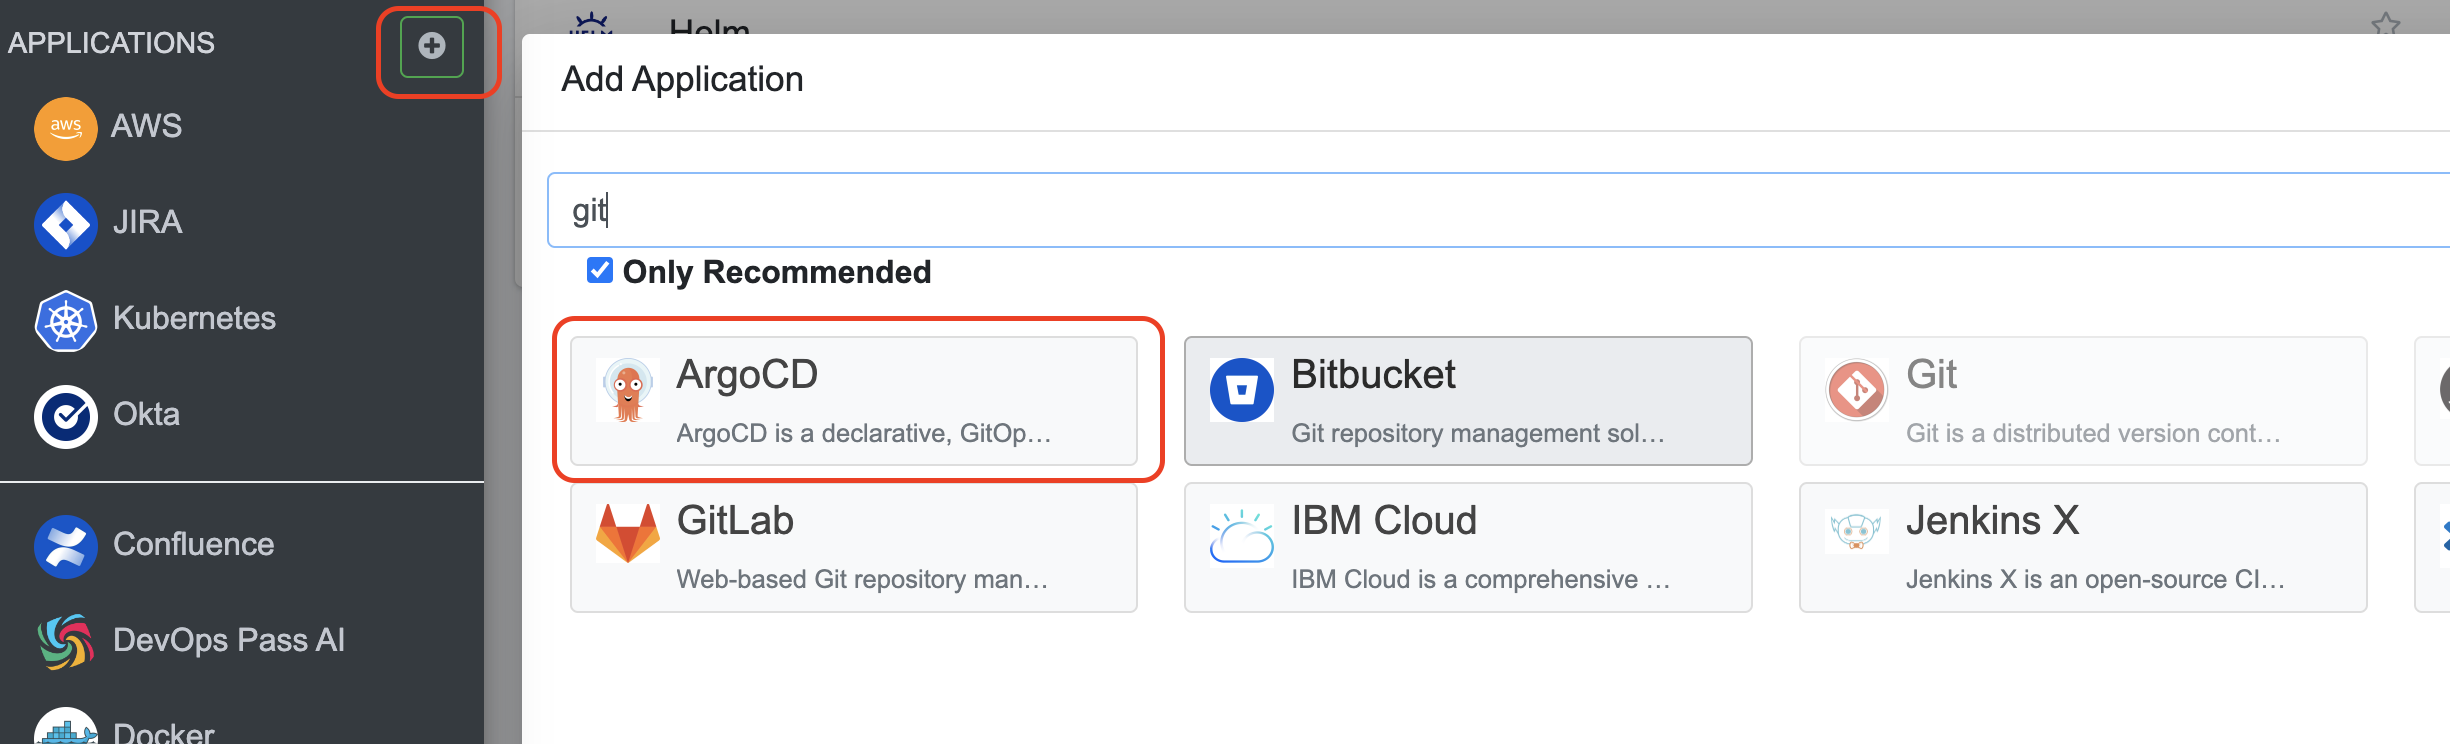 APPLICATIONS
aws
AWS
JIRA
Kubernetes
Okta
Confluence
DevOps Pass AI
Docker
Helm
Add Application
git
Only Recommended
ArgoCD
ArgoCD is a declarative, GitOp...
Bitbucket
Git repository management sol...
Git
Git is a distributed version cont...
GitLab
Web-based Git repository man...
IBM Cloud
IBM Cloud is a comprehensive ...
Jenkins X
Jenkins X is an open-source CI...